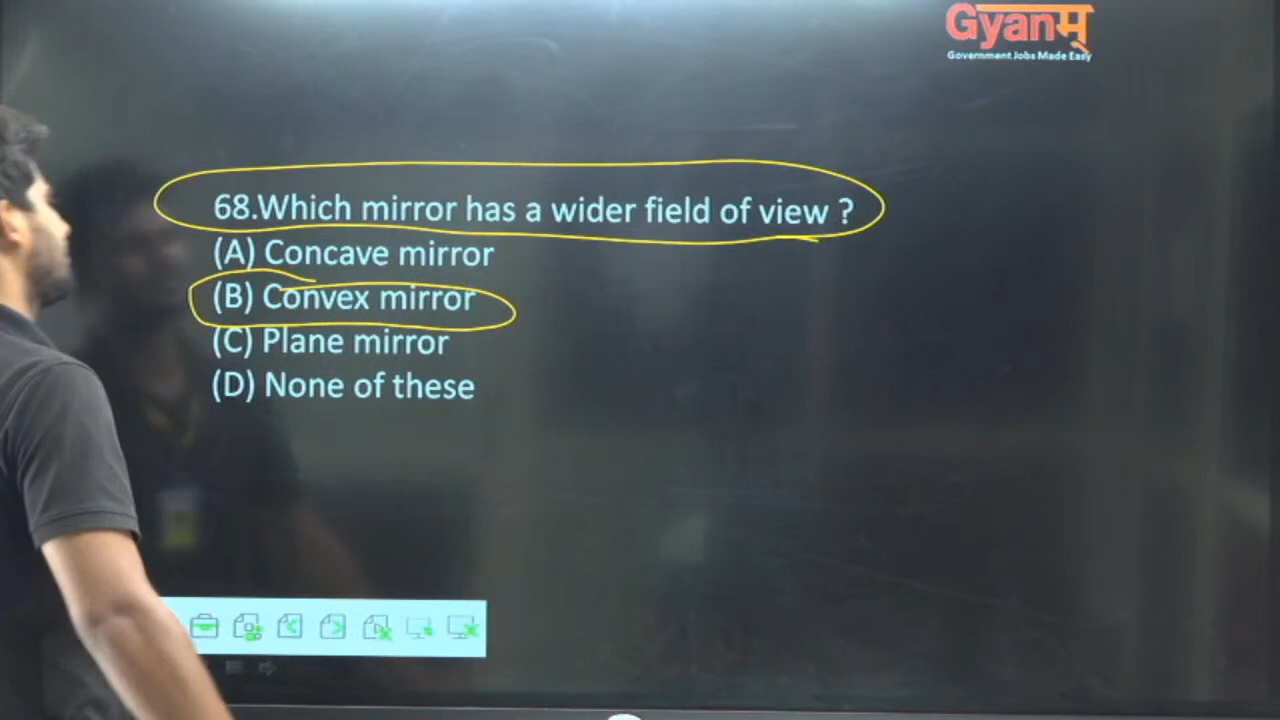 Gyanम्
Government Jobs Made Easy
68.Which mirror has a wider field of view ?
(A) Concave mirror
(B) Convex mirror
(C) Plane mirror
(D) None of these